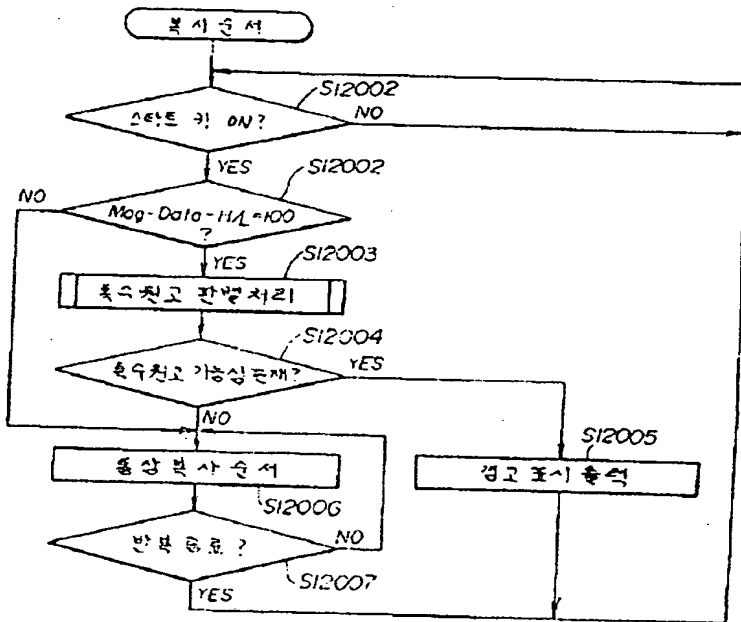 복사순서
S12002
스타트 키 ON?
NO
YES
S12002
NO
Mag-Data-H/L=100
?
YES
S12003
특수원고 판별처리
S12004
특수원고 가능성 존재?
YES
NO
S12005
통상복사순서
경고 표시 출력
S12006
반복 종료?
NO
S12007
YES